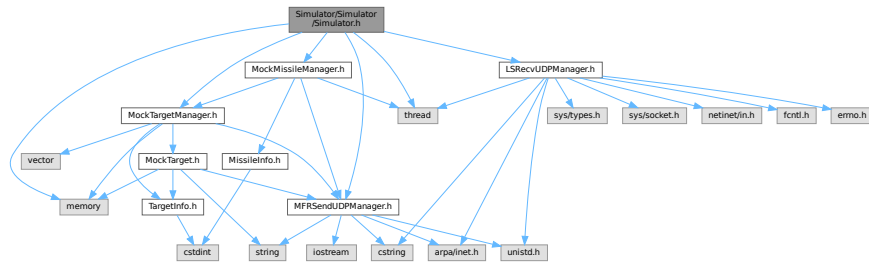 Simulator/Simulator
/Simulator.h
MockMissileManager.h
LSRecvUDPManager.h
MockTargetManager.h
thread
sys/types.h
sys/socket.h
netinet/in.h
fcntl.h
errno.h
vector
MockTarget.h
MissileInfo.h
memory
TargetInfo.h
MFRSendUDPManager.h
cstdint
string
iostream
cstring
arpa/inet.h
unistd.h